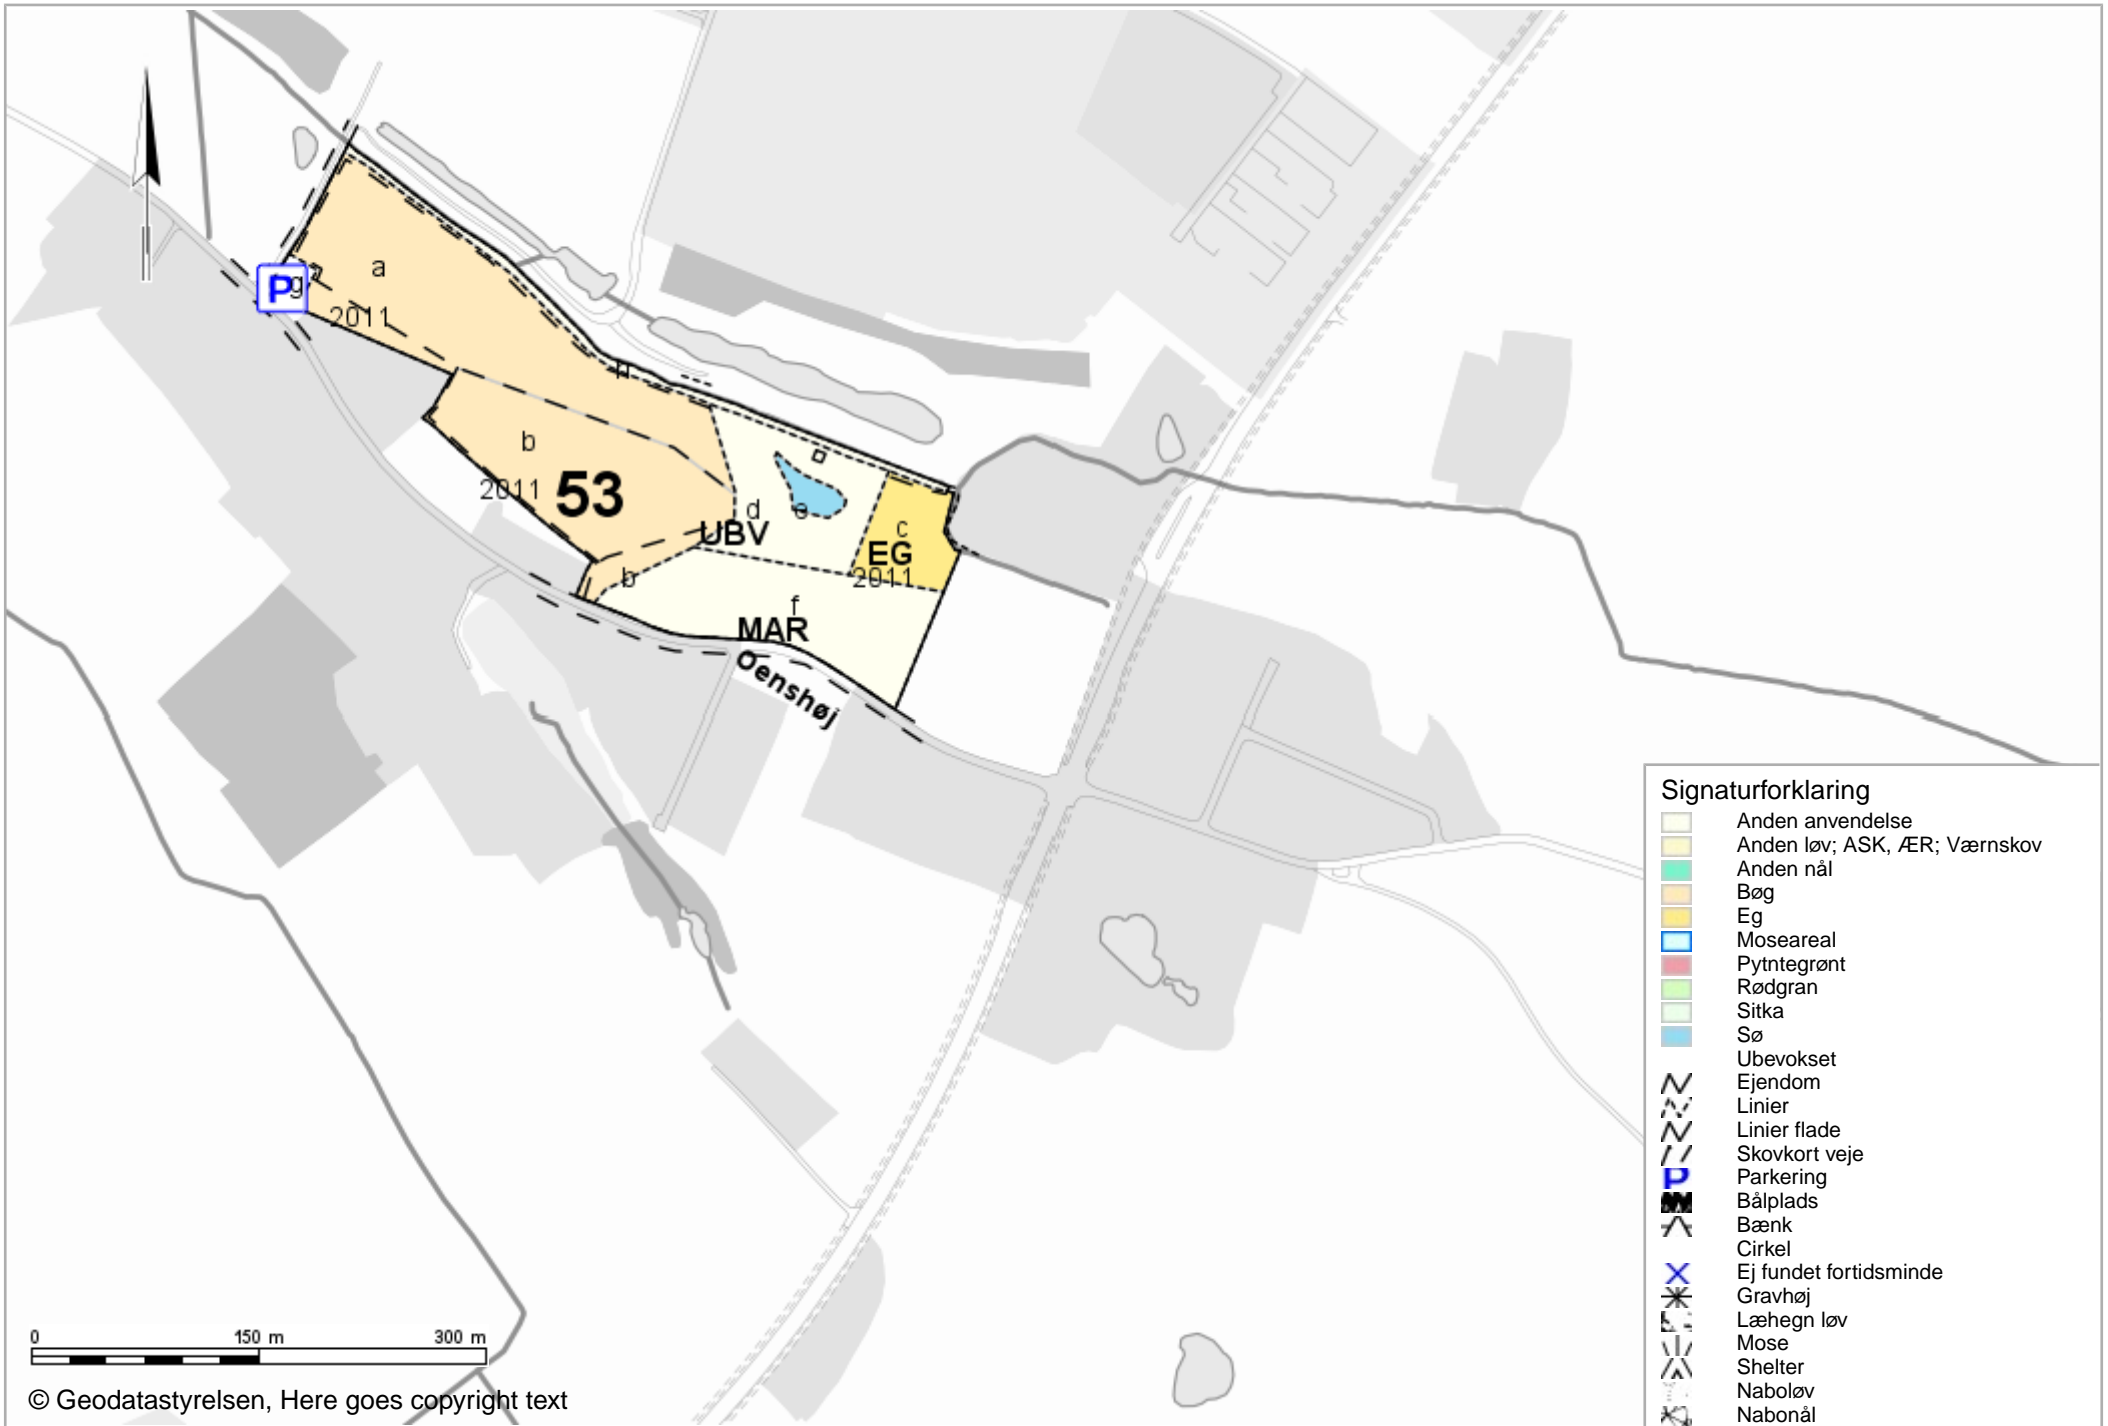 a
g
P
2011
h
b
2011
53
d
e
UBV
c
EG
2011
b
f
MAR
Oenshøj
Signaturforklaring
Anden anvendelse
Anden løv; ASK, ÆR; Værnskov
Anden nål
Bøg
Eg
Moseareal
Pytntegrønt
Rødgran
Sitka
Sø
Ubevokset
Ejendom
Linier
Linier flade
Skovkort veje
P Parkering
Bålplads
Bænk
Cirkel
Ej fundet fortidsminde
Gravhøj
Læhegn løv
Mose
Shelter
Naboløv
Nabonål
0 150 m 300 m
© Geodatastyrelsen, Here goes copyright text